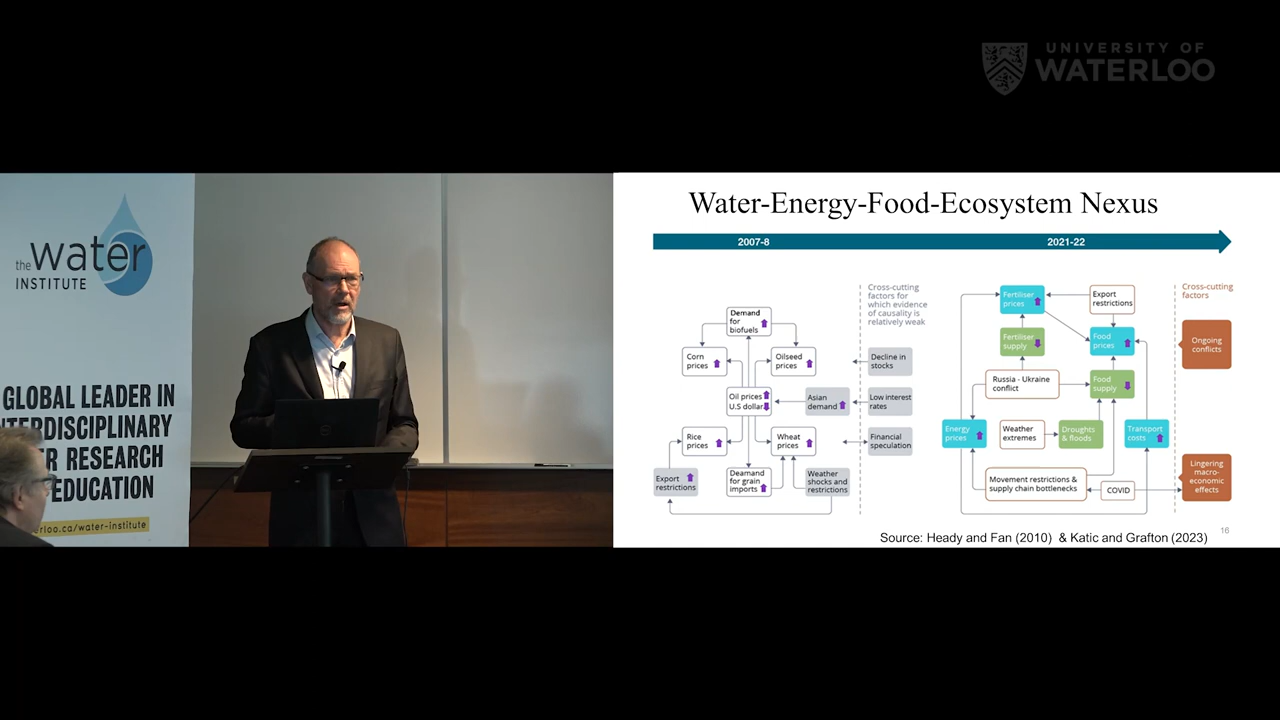 UNIVERSITY OF
WATERLOO
the water
INSTITUTE
GLOBAL LEADER IN
INTERDISCIPLINARY
RESEARCH
EDUCATION
rloo.ca/water-institute
Water-Energy-Food-Ecosystem Nexus
2007-8
2021-22
Demand
for
biofuels
Corn
prices
Oilseed
prices
Oil prices
U.S dollar
Asian
demand
Rice
prices
Wheat
prices
Export
restrictions
Deamand
for grain
imports
Weather
shocks and
restrictions
Cross-cutting
factors for
which evidence
of causality is
relatively weak
Decline in
stocks
Low interest
rates
Financial
speculation
Fertiliser
prices
Export
restrictions
Fertiliser
supply
Food
prices
Russia - Ukraine
conflict
Food
supply
Energy
prices
Weather
extremes
Droughts
& floods
Transport
costs
Movement restrictions &
supply chain bottlenecks
COVID
Cross-cutting
factors
Ongoing
conflicts
Lingering
macro-
economic
effects
16
Source: Heady and Fan (2010) & Katic and Grafton (2023)